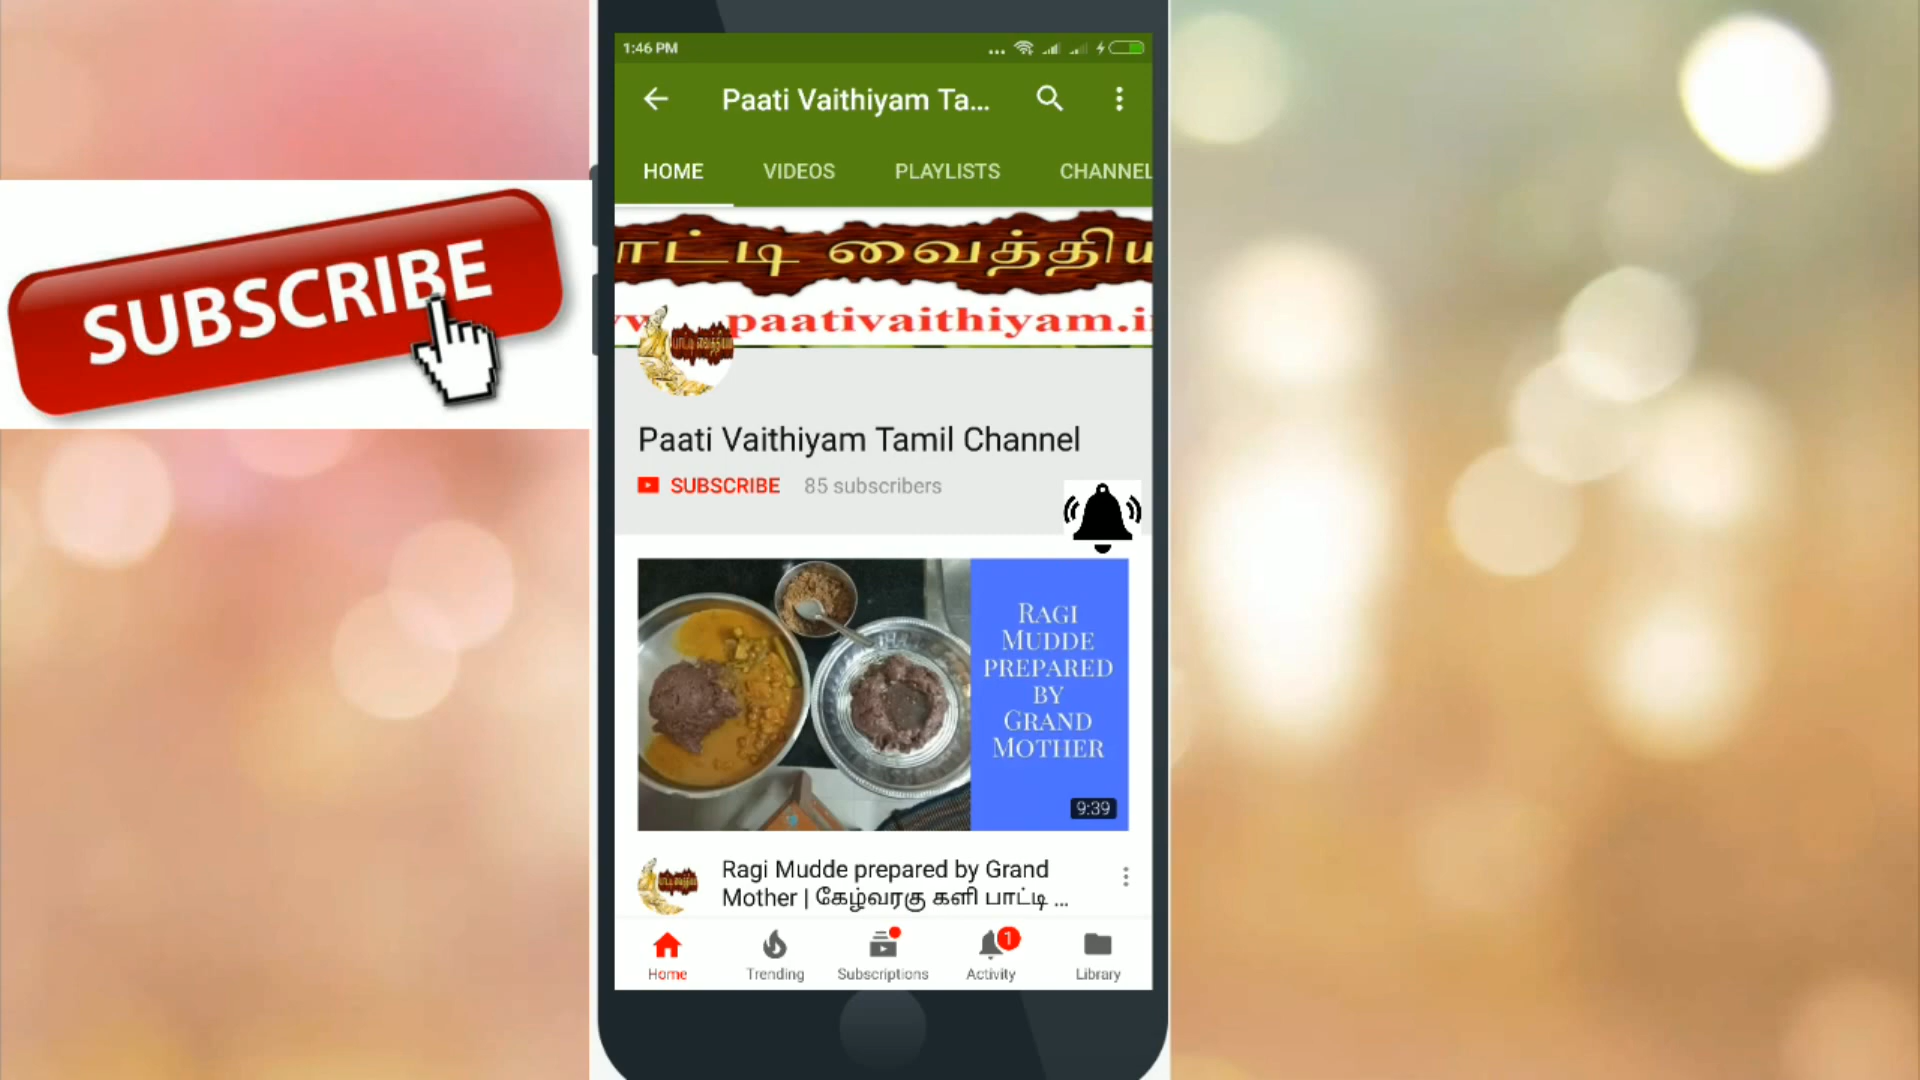 SUBSCRIBE
1:46 PM
Paati Vaithiyam Ta...
HOME VIDEOS PLAYLISTS CHANNEL
ாட்டி வைத்திய
paativaithiyam.i
Paati Vaithiyam Tamil Channel
SUBSCRIBE 85 subscribers
RAGI
MUDDE
PREPARED
BY
GRAND
MOTHER
9:39
Ragi Mudde prepared by Grand
Mother | கேழ்வரகு களி பாட்டி ...
1
Home Trending Subscriptions Activity Library